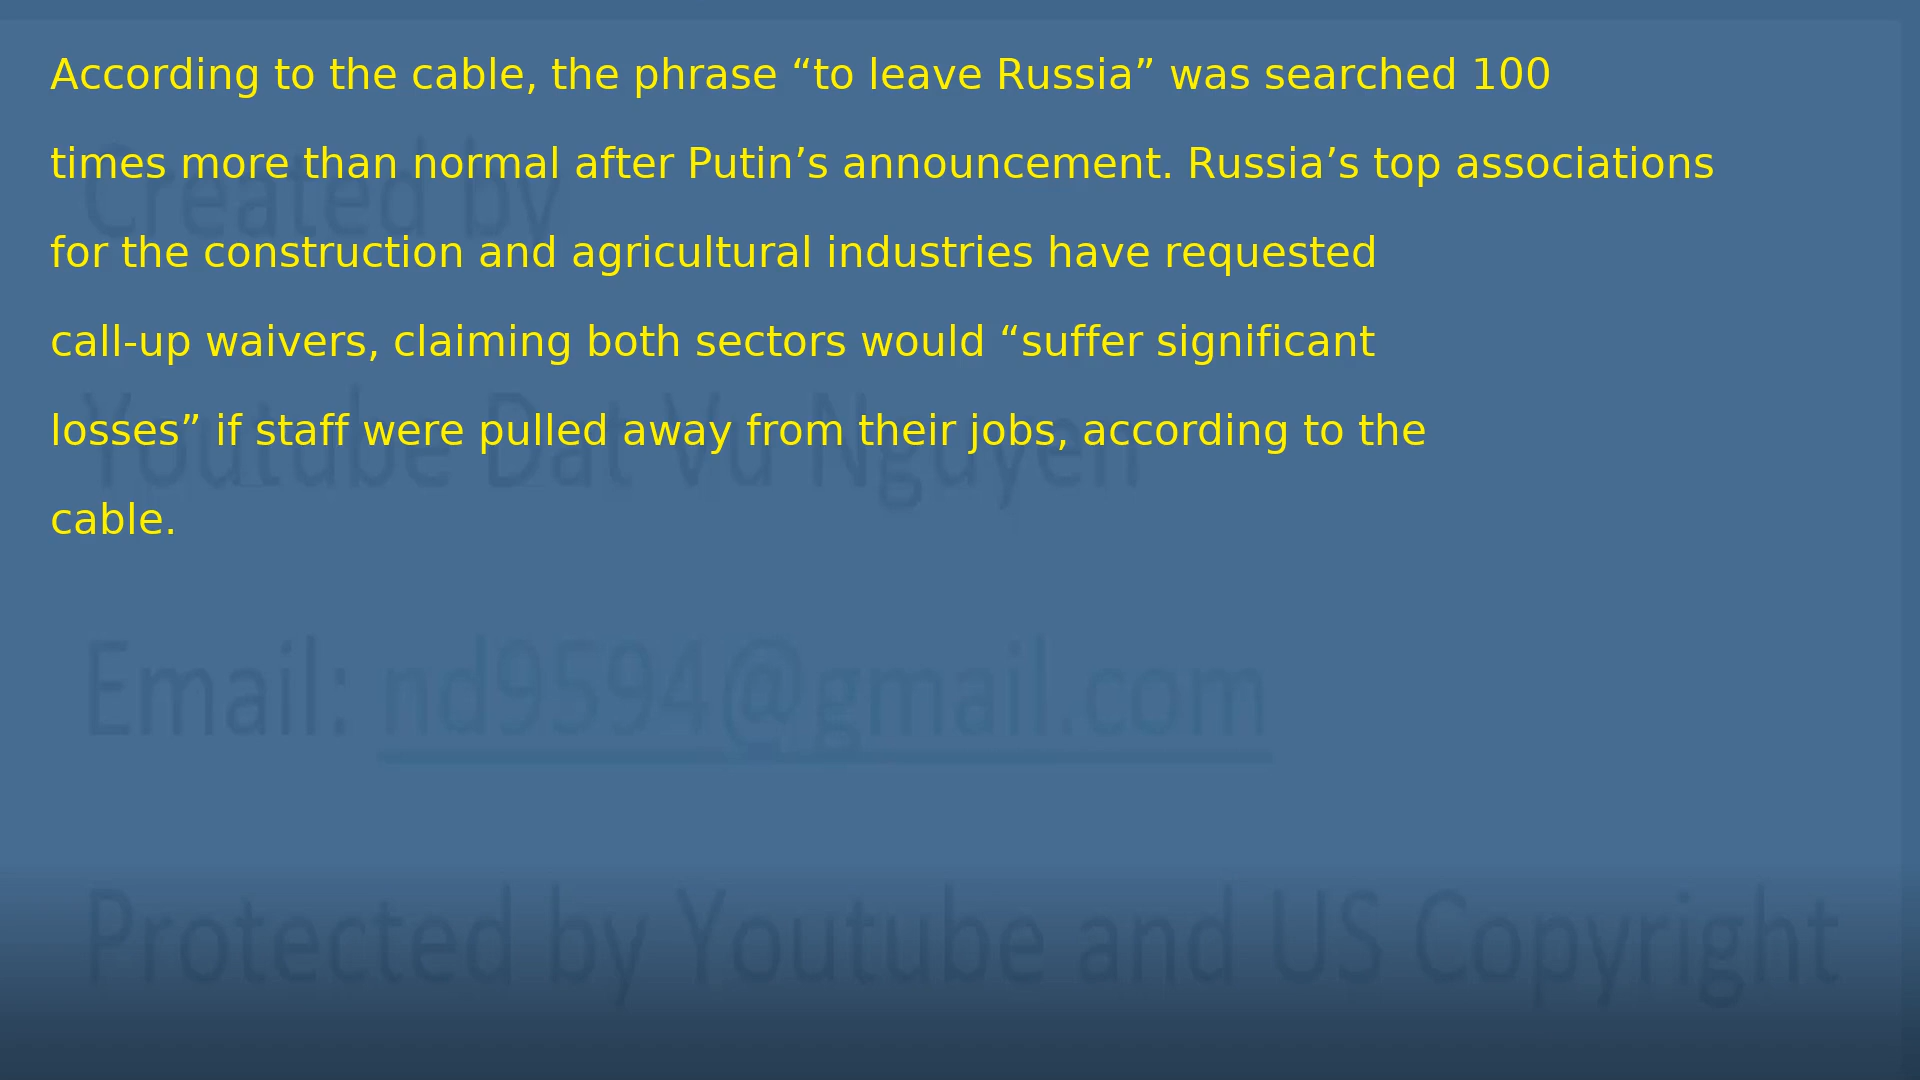 According to the cable, the phrase “to leave Russia” was searched 100
times more than normal after Putin’s announcement. Russia’s top associations
Created by
for the construction and agricultural industries have requested
call-up waivers, claiming both sectors would “suffer significant
losses” if staff were pulled away from their jobs, according to the
Youtube Dat Vu Nguyen
cable.
Email: nd9594@gmail.com
Protected by Youtube and US Copyright